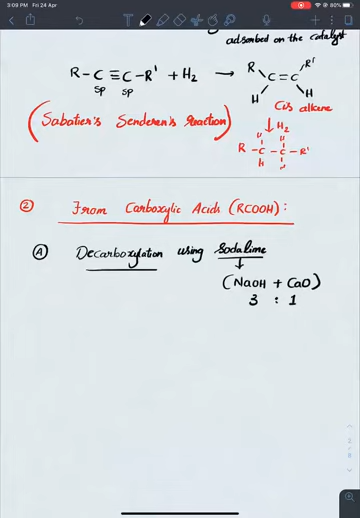 3:09 PM Fri 24 Apr
80%
adsorbed on the catalyst
R-C≡C-R' + H2 → R R' C=C H H
sp sp
Cis alkene
(Sabatier's Senderen's Reaction)
↓ H2
H H
R-C-C-R'
H H
② From Carboxylic Acids (RCOOH):
Ⓐ Decarboxylation using Sodalime
↓
(NaOH + CaO)
3 : 1